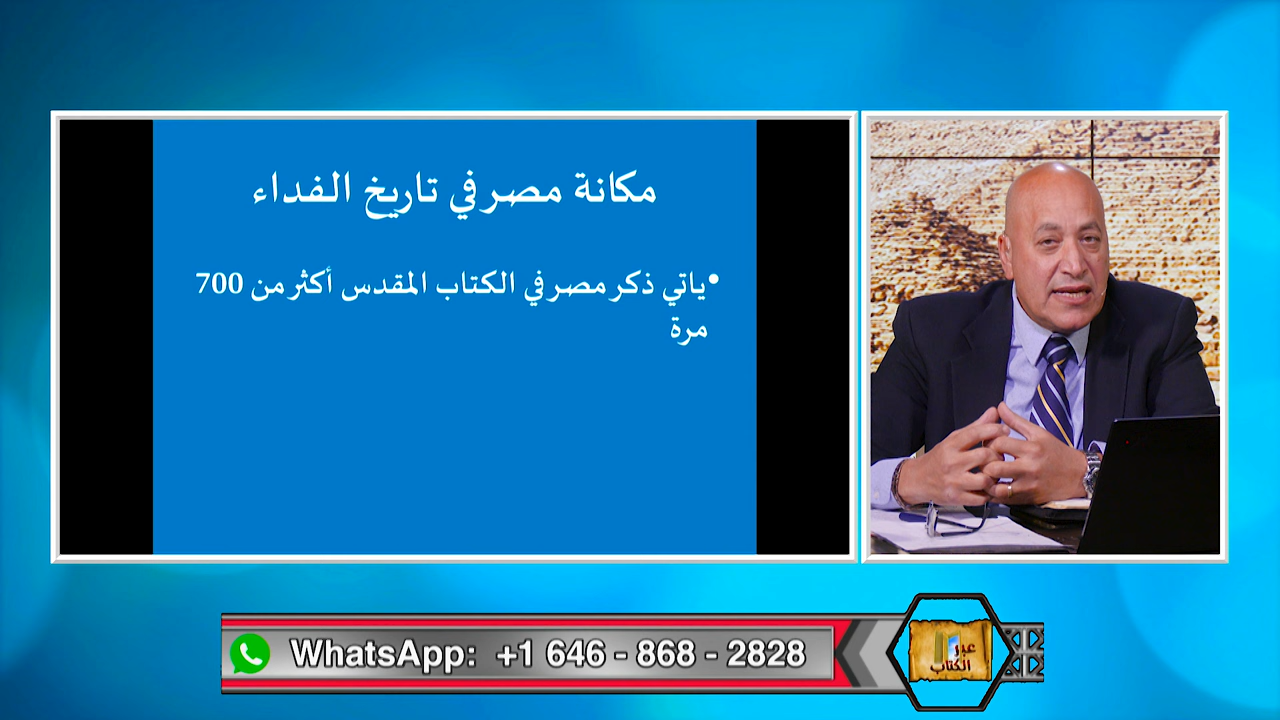 مكانة مصر في تاريخ الفداء
•ياتي ذكر مصر في الكتاب المقدس أكثر من 700
مرة
WhatsApp: +1 646 - 868 - 2828
عبر
الكتاب